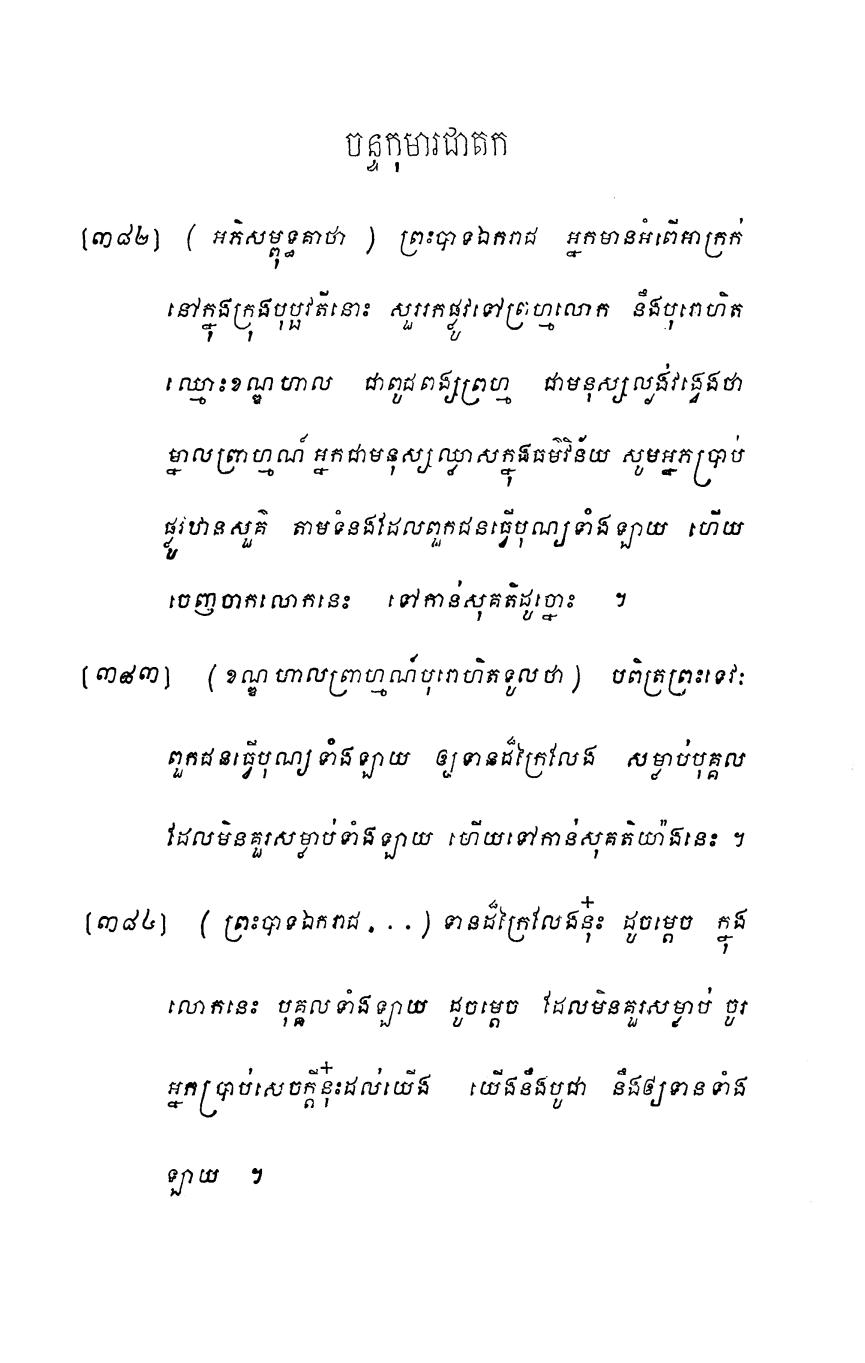 ចន្ទកុមារជាតក
[៣៨២] ( អភិសម្ពុទ្ធគាថា ) ព្រះបាទឯករាជ អ្នកមានអំពើអាក្រក់
នៅក្នុងក្រុងបុប្ផវតីនោះ សួររកផ្លូវទៅព្រហ្មលោក នឹងបុរោហិត
ឈ្មោះខណ្ឌហាល ជាពូជពង្សព្រហ្ម ជាមនុស្សល្ងង់វង្វេងថា
ម្នាលព្រាហ្មណ៍ អ្នកជាមនុស្សឈ្លាសក្នុងធម៌វិន័យ សូមអ្នកប្រាប់
ផ្លូវឋានសួគ៌ តាមទំនងដែលពួកជនធ្វើបុណ្យទាំងឡាយ ហើយ
ចេញចាកលោកនេះ ទៅកាន់សុគតិដូច្នោះ ។
[៣៨៣] (ខណ្ឌហាលព្រាហ្មណ៍បុរោហិតទូលថា) បពិត្រព្រះទេវៈ
ពួកជនធ្វើបុណ្យទាំងឡាយ ឲ្យទានដ៏ក្រៃលែង សម្លាប់បុគ្គល
ដែលមិនគួរសម្លាប់ទាំងឡាយ ហើយទៅកាន់សុគតិយ៉ាងនេះ ។
[៣៨៤] ( ព្រះបាទឯករាជ . . . ) ទានដ៏ក្រៃលែងនុ៎ះ ដូចម្តេច ក្នុង
លោកនេះ បុគ្គលទាំងឡាយ ដូចម្តេច ដែលមិនគួរសម្លាប់ ចូរ
អ្នកប្រាប់សេចក្តីនុ៎ះដល់យើង យើងនឹងបូជា នឹងឲ្យទានទាំង
ឡាយ ។